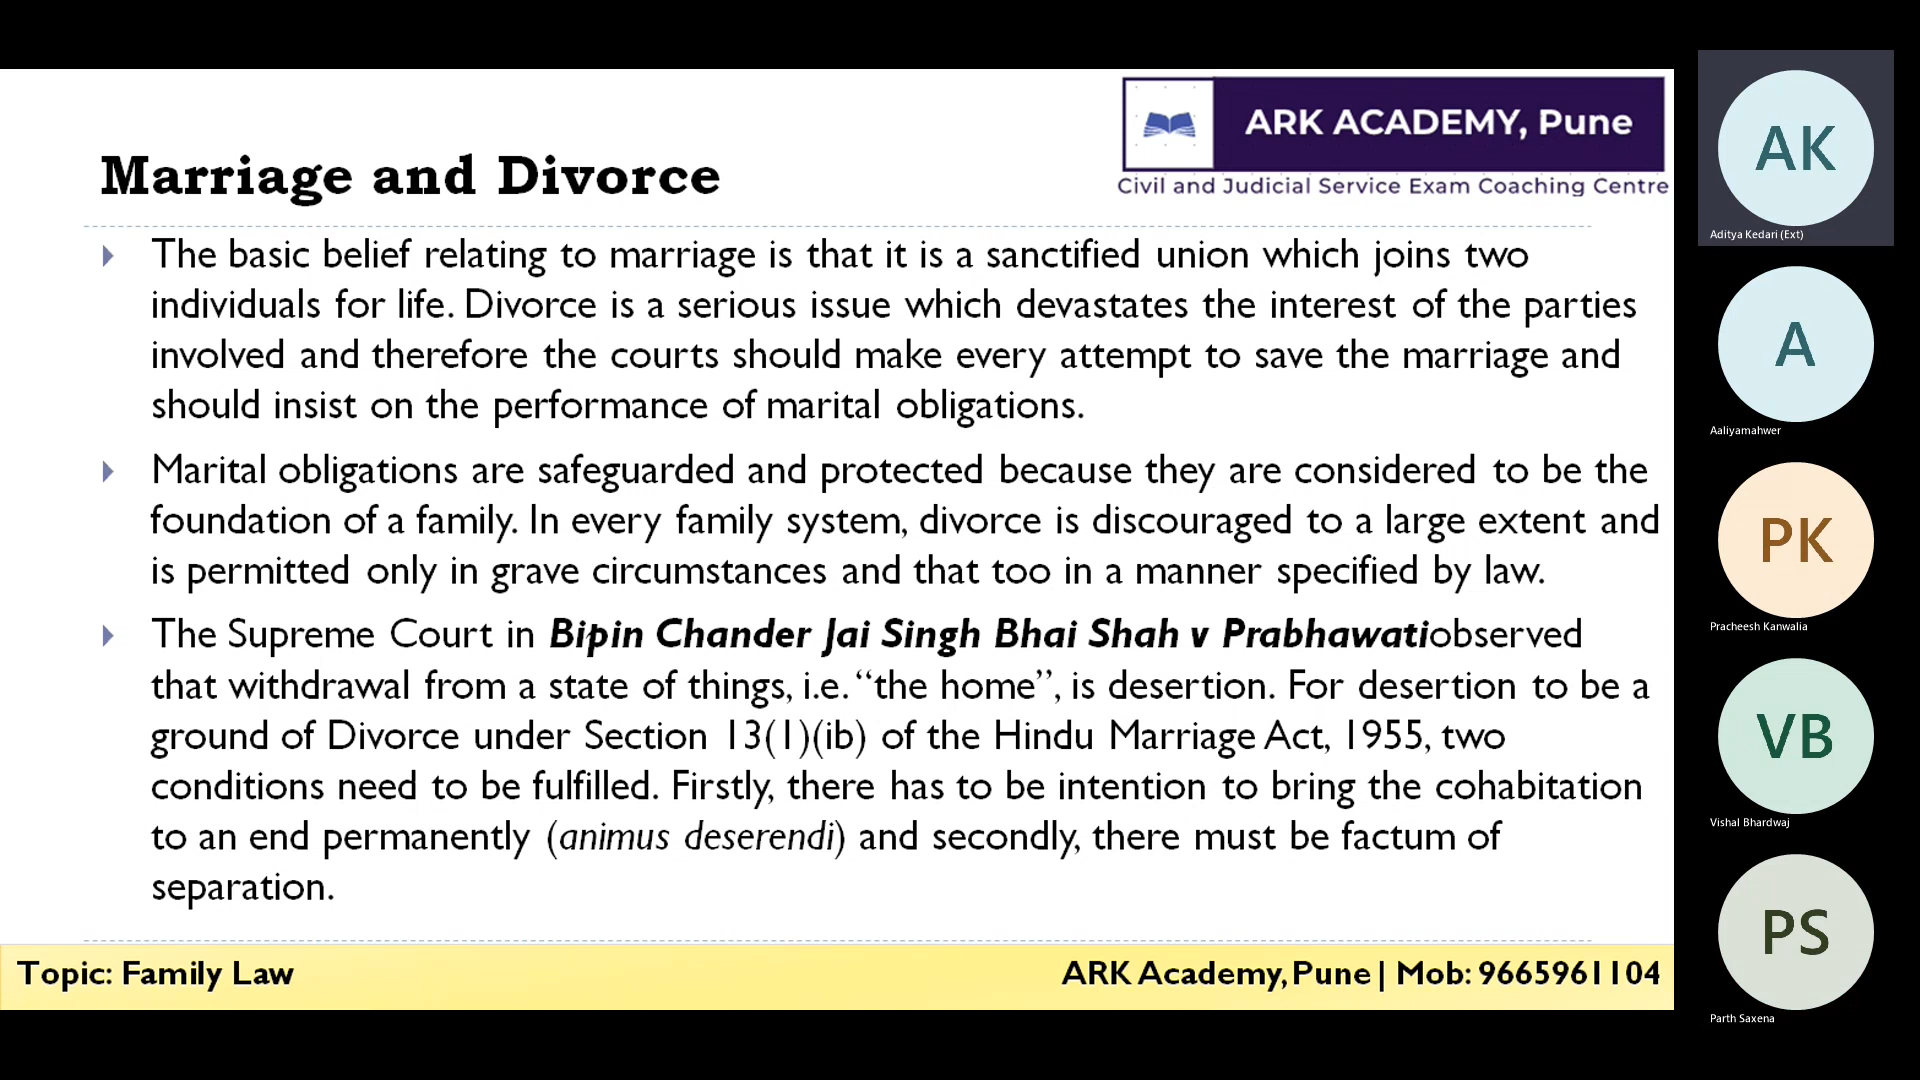 ARK ACADEMY, Pune
Civil and Judicial Service Exam Coaching Centre
Marriage and Divorce
The basic belief relating to marriage is that it is a sanctified union which joins two
individuals for life. Divorce is a serious issue which devastates the interest of the parties
involved and therefore the courts should make every attempt to save the marriage and
should insist on the performance of marital obligations.
Marital obligations are safeguarded and protected because they are considered to be the
foundation of a family. In every family system, divorce is discouraged to a large extent and
is permitted only in grave circumstances and that too in a manner specified by law.
The Supreme Court in Bipin Chander Jai Singh Bhai Shah v Prabhawatiobserved
that withdrawal from a state of things, i.e. “the home”, is desertion. For desertion to be a
ground of Divorce under Section 13(1)(ib) of the Hindu Marriage Act, 1955, two
conditions need to be fulfilled. Firstly, there has to be intention to bring the cohabitation
to an end permanently (animus deserendi) and secondly, there must be factum of
separation.
Topic: Family Law
ARK Academy, Pune | Mob: 9665961104
AK
Aditya Kedari (Ext)
A
Aaliyamahwer
PK
Pracheesh Kanwalia
VB
Vishal Bhardwaj
PS
Parth Saxena